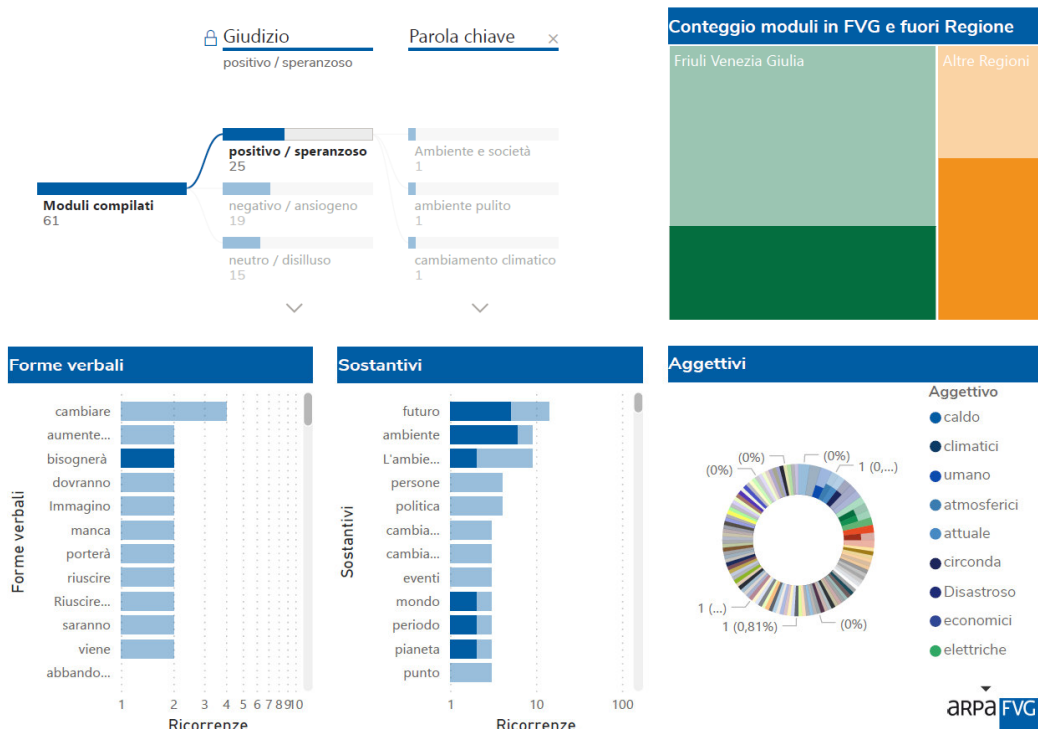 Giudizio
positivo / speranzoso
Parola chiave
Moduli compilati
61
positivo / speranzoso
25
negativo / ansiogeno
19
neutro / disilluso
15
Ambiente e società
1
ambiente pulito
1
cambiamento climatico
1
Conteggio moduli in FVG e fuori Regione
Friuli Venezia Giulia
Altre Regioni
Forme verbali
Forme verbali
cambiare
aumente...
bisognerà
dovranno
Immagino
manca
porterà
riuscire
Riuscire...
saranno
viene
abbando...
1 2 3 4 5 6 7 8 9 10
Ricorrenze
Sostantivi
Sostantivi
futuro
ambiente
L'ambie...
persone
politica
cambia...
cambia...
eventi
mondo
periodo
pianeta
punto
1 10 100
Ricorrenze
Aggettivi
(0%)
(0%)
(0%)
1 (0,...)
1 (...)
1 (0,81%)
(0%)
Aggettivo
caldo
climatici
umano
atmosferici
attuale
circonda
Disastroso
economici
elettriche
arpa FVG